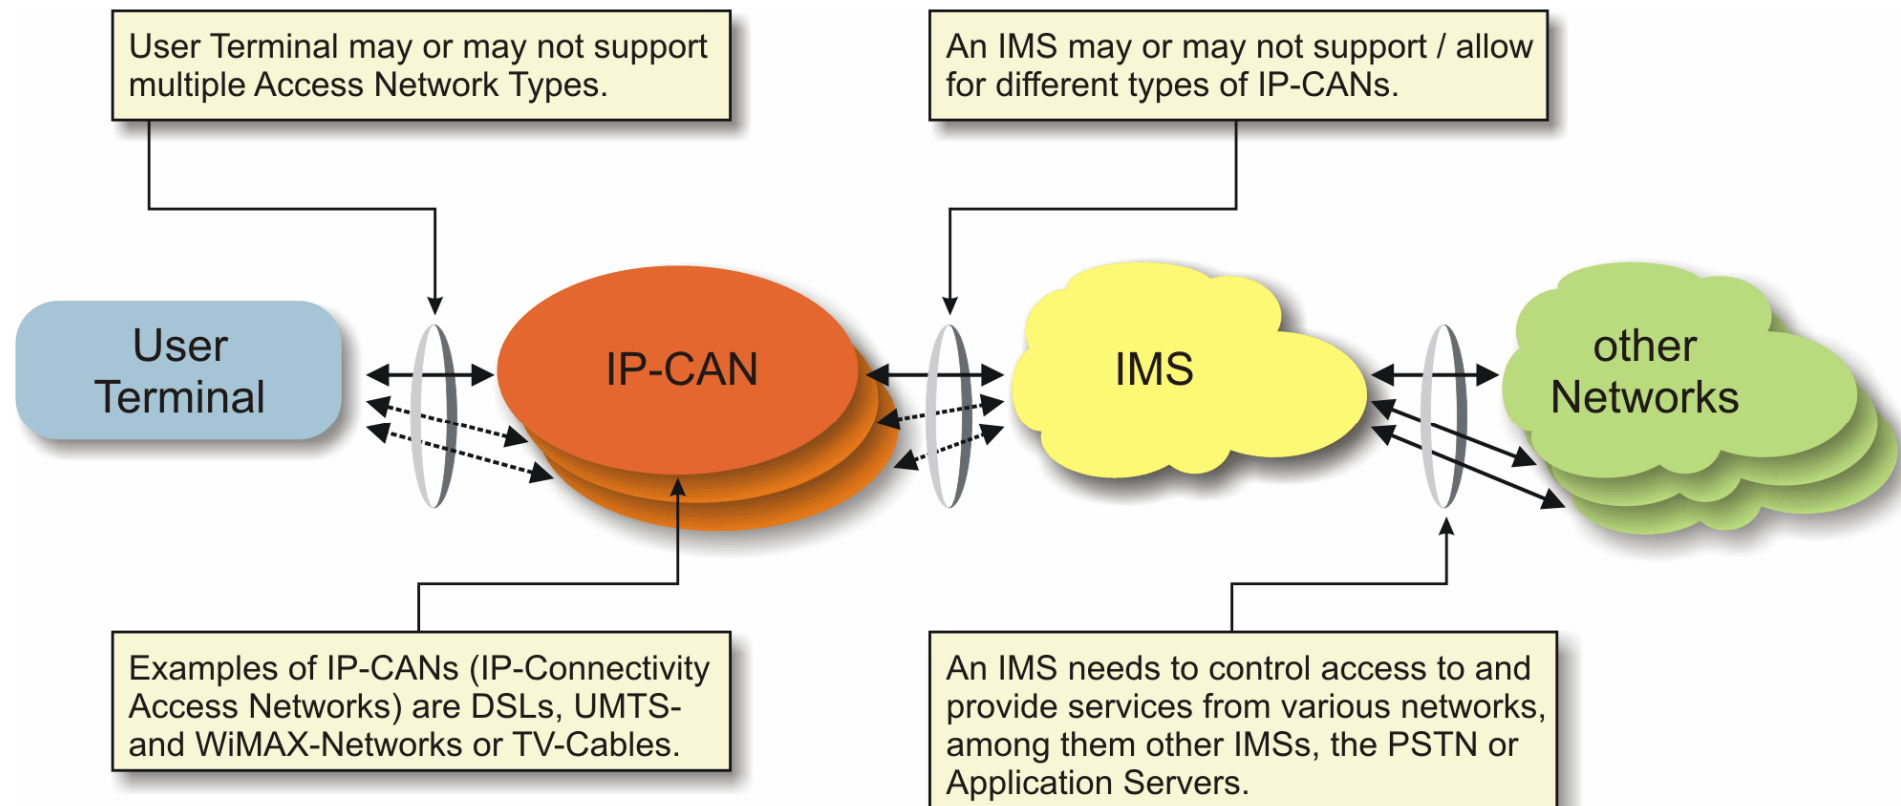 User Terminal may or may not support
multiple Access Network Types.
An IMS may or may not support / allow
for different types of IP-CANs.
User
Terminal
IP-CAN
IMS
other
Networks
Examples of IP-CANs (IP-Connectivity
Access Networks) are DSLs, UMTS-
and WiMAX-Networks or TV-Cables.
An IMS needs to control access to and
provide services from various networks,
among them other IMSs, the PSTN or
Application Servers.